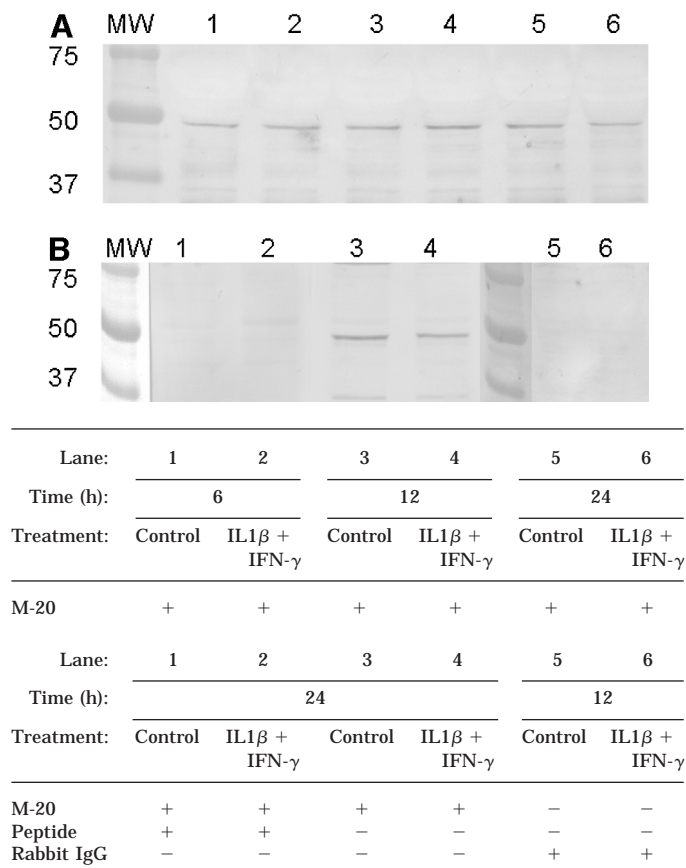 A MW 1 2 3 4 5 6
75
50
37
B MW 1 2 3 4 5 6
75
50
37
Lane: 1 2 3 4 5 6
Time (h): 6 12 24
Treatment: Control IL1β + Control IL1β + Control IL1β +
IFN-γ IFN-γ IFN-γ
M-20 + + + + + +
Lane: 1 2 3 4 5 6
Time (h): 24 12
Treatment: Control IL1β + Control IL1β + Control IL1β +
IFN-γ IFN-γ IFN-γ
M-20 + + + + − −
Peptide + + − − − −
Rabbit IgG − − − − + +